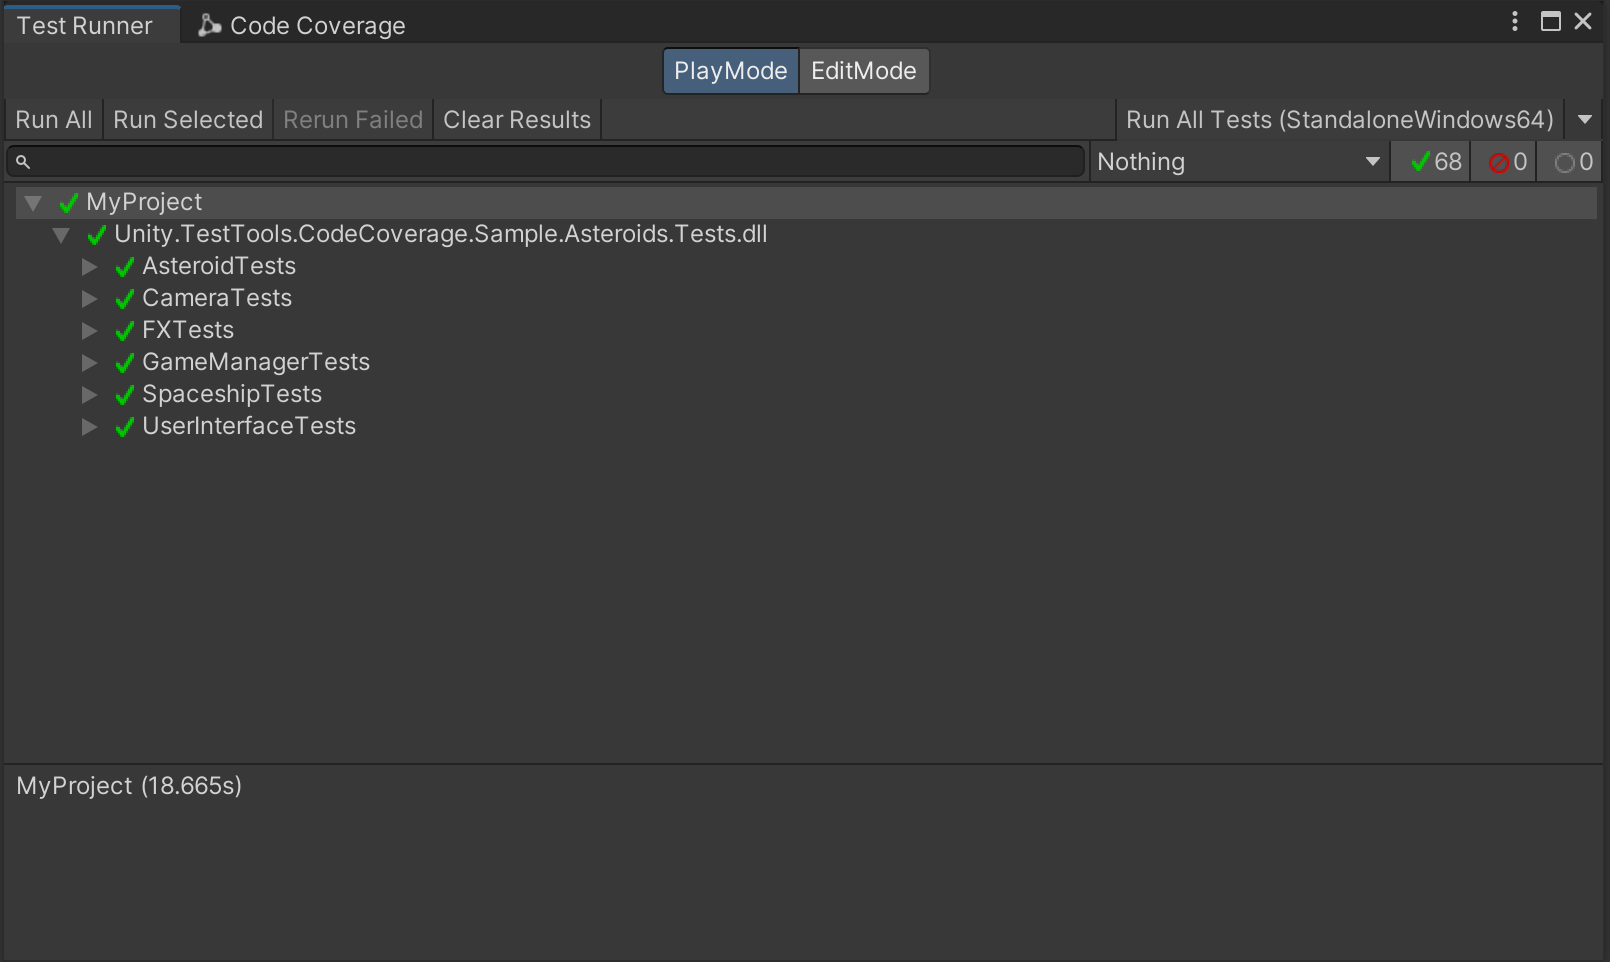 Test Runner
Code Coverage
PlayMode
EditMode
Run All
Run Selected
Rerun Failed
Clear Results
Run All Tests (StandaloneWindows64)
Nothing
68
0
0
MyProject
Unity.TestTools.CodeCoverage.Sample.Asteroids.Tests.dll
AsteroidTests
CameraTests
FXTests
GameManagerTests
SpaceshipTests
UserInterfaceTests
MyProject (18.665s)